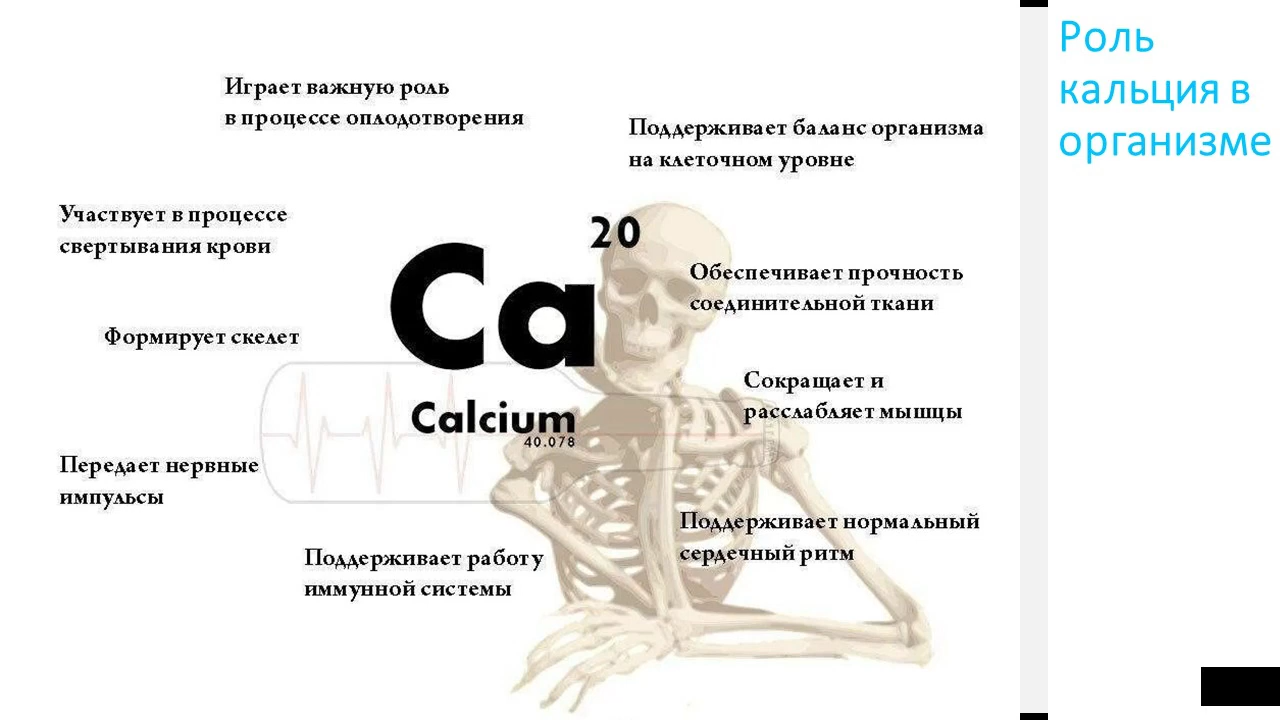 Роль
кальция в
организме
Играет важную роль
в процессе оплодотворения
Поддерживает баланс организма
на клеточном уровне
Участвует в процессе
свертывания крови
20
Ca
Обеспечивает прочность
соединительной ткани
Формирует скелет
Сокращает и
расслабляет мышцы
Calcium
40.078
Передает нервные
импульсы
Поддерживает нормальный
сердечный ритм
Поддерживает работу
иммунной системы